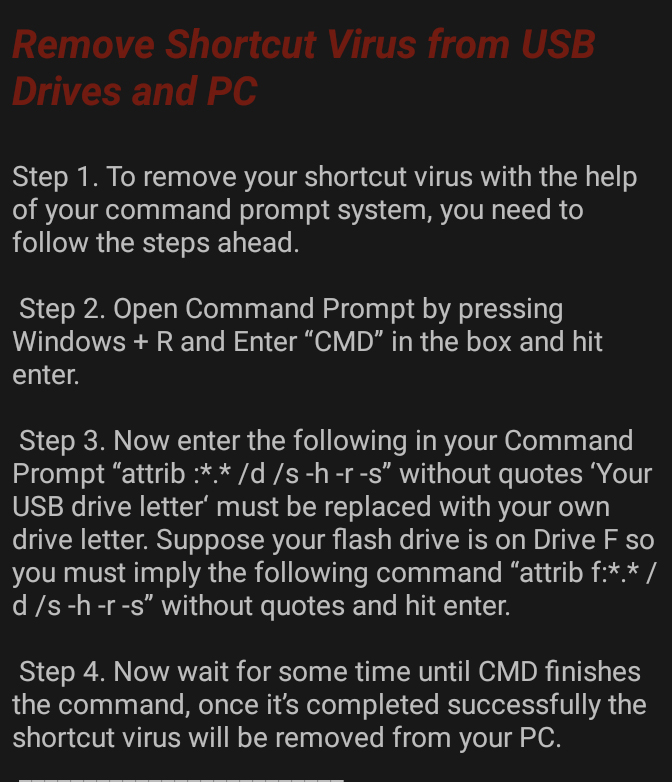 Remove Shortcut Virus from USB
Drives and PC
Step 1. To remove your shortcut virus with the help
of your command prompt system, you need to
follow the steps ahead.
Step 2. Open Command Prompt by pressing
Windows + R and Enter “CMD” in the box and hit
enter.
Step 3. Now enter the following in your Command
Prompt “attrib :*.* /d /s -h -r -s” without quotes ‘Your
USB drive letter‘ must be replaced with your own
drive letter. Suppose your flash drive is on Drive F so
you must imply the following command “attrib f:*.* /
d /s -h -r -s” without quotes and hit enter.
Step 4. Now wait for some time until CMD finishes
the command, once it’s completed successfully the
shortcut virus will be removed from your PC.